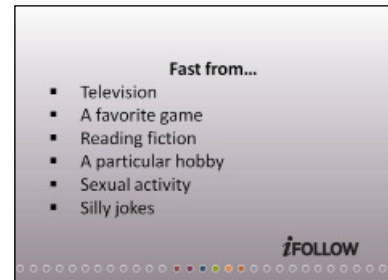 Fast from...
▪ Television
▪ A favorite game
▪ Reading fiction
▪ A particular hobby
▪ Sexual activity
▪ Silly jokes
iFOLLOW